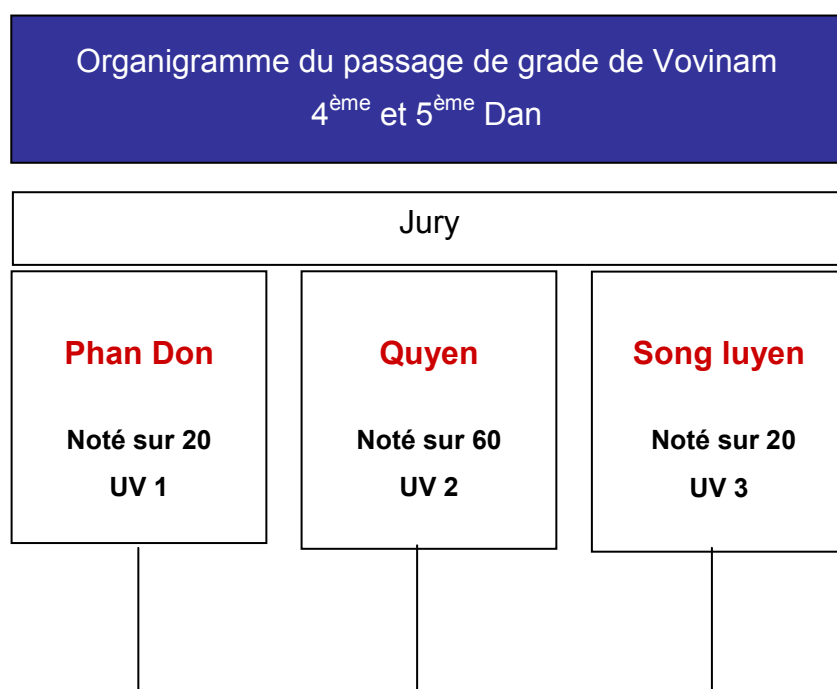 Organigramme du passage de grade de Vovinam
4ème et 5ème Dan
Jury
Phan Don
Noté sur 20
UV 1
Quyen
Noté sur 60
UV 2
Song luyen
Noté sur 20
UV 3